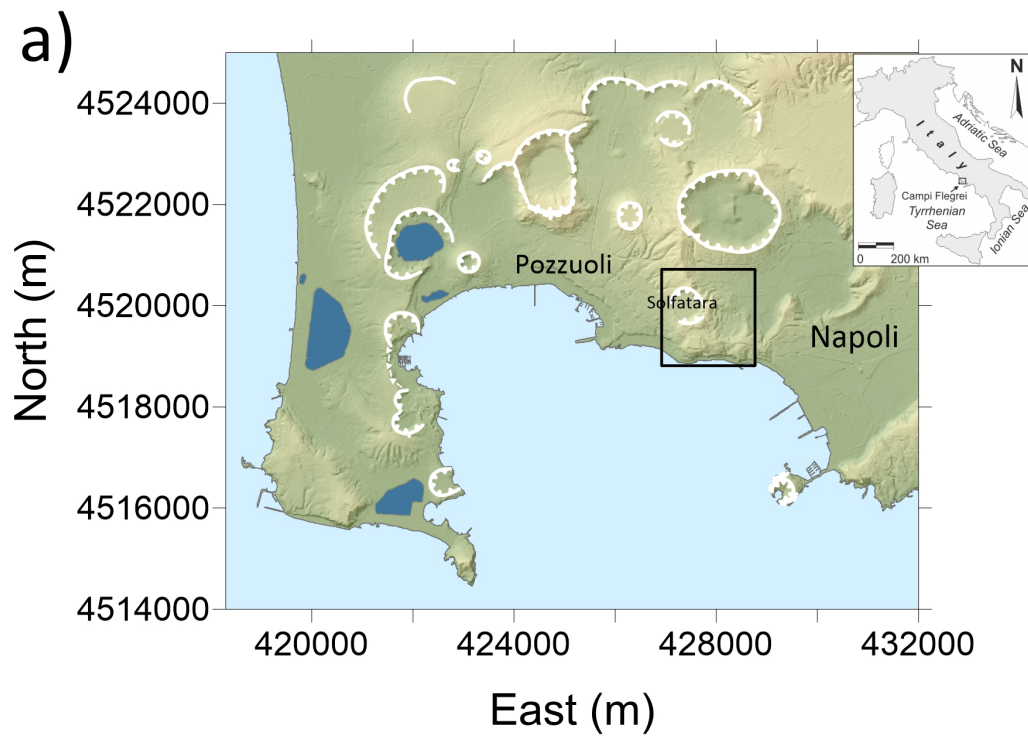 a)
4524000
4522000
4520000
4518000
4516000
4514000
North (m)
420000
424000
428000
432000
East (m)
Pozzuoli
Solfatara
Napoli
N
Italy
Adriatic Sea
Campi Flegrei
Tyrrhenian
Sea
Ionian Sea
0 200 km